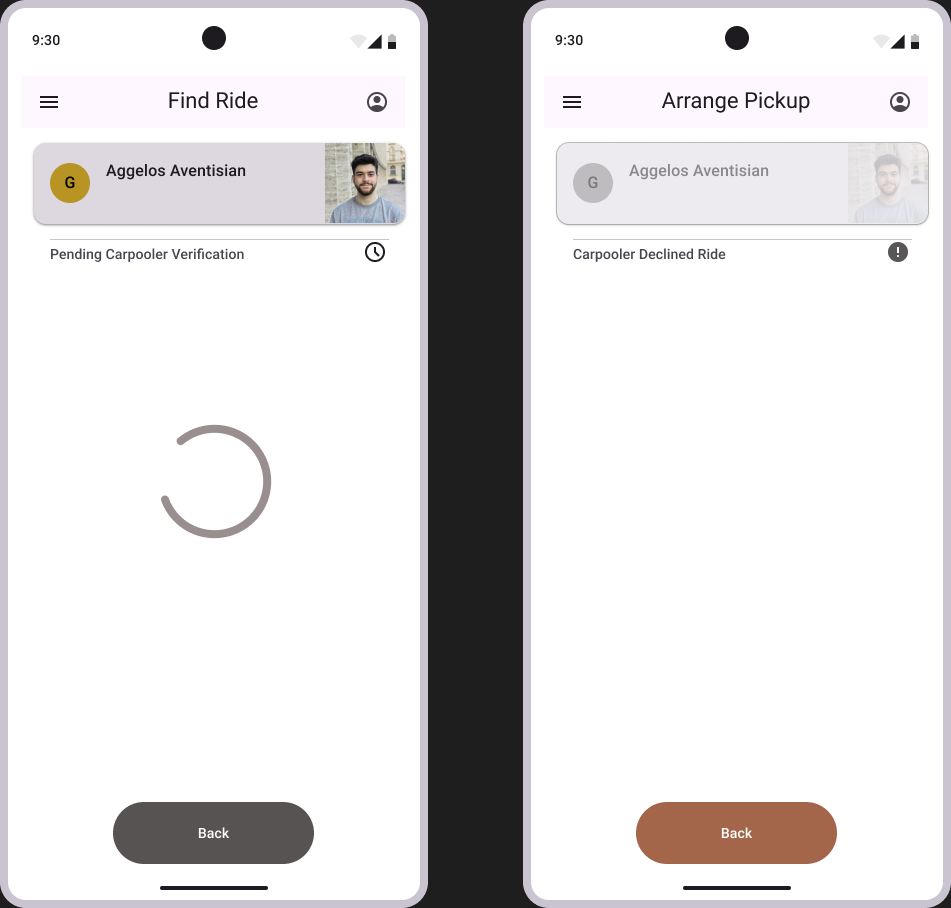 9:30
Find Ride
G
Aggelos Aventisian
Pending Carpooler Verification
Back
9:30
Arrange Pickup
G
Aggelos Aventisian
Carpooler Declined Ride
Back